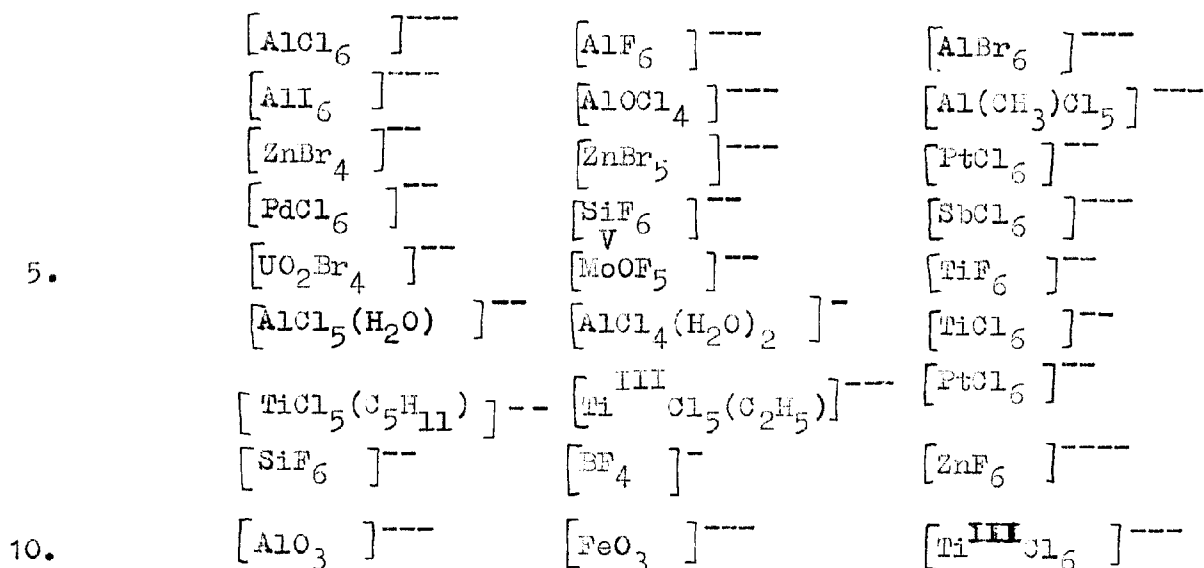 [AlCl6 ]--- [AlF6 ]--- [AlBr6 ]---
[AlI6 ]--- [AlOCl4 ]--- [Al(CH3)Cl5 ]---
[ZnBr4 ]-- [ZnBr5 ]--- [PtCl6 ]--
[PdCl6 ]-- [SiF6 ]-- [SbCl6 ]---
V
5. [UO2Br4 ]-- [MoOF5 ]-- [TiF6 ]--
[AlCl5(H2O) ]-- [AlCl4(H2O)2 ]- [TiCl6 ]--
[ TiCl5(C5H11) ]-- [TiIIICl5(C2H5)]--- [PtCl6 ]--
[SiF6 ]-- [BF4 ]- [ZnF6 ]----
10. [AlO3 ]--- [FeO3 ]--- [TiIIICl6 ]---